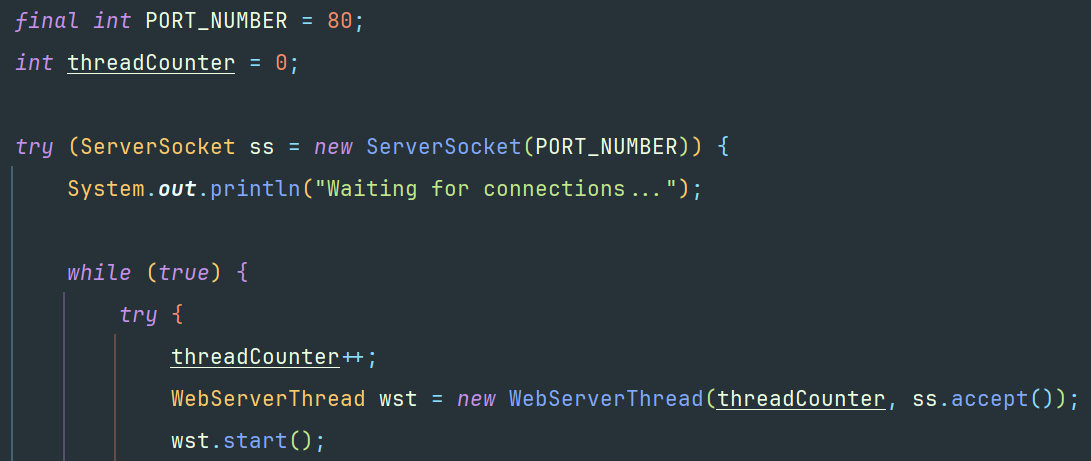 final int PORT_NUMBER = 80;
int threadCounter = 0;
try (ServerSocket ss = new ServerSocket(PORT_NUMBER)) {
System.out.println("Waiting for connections...");
while (true) {
try {
threadCounter++;
WebServerThread wst = new WebServerThread(threadCounter, ss.accept());
wst.start();